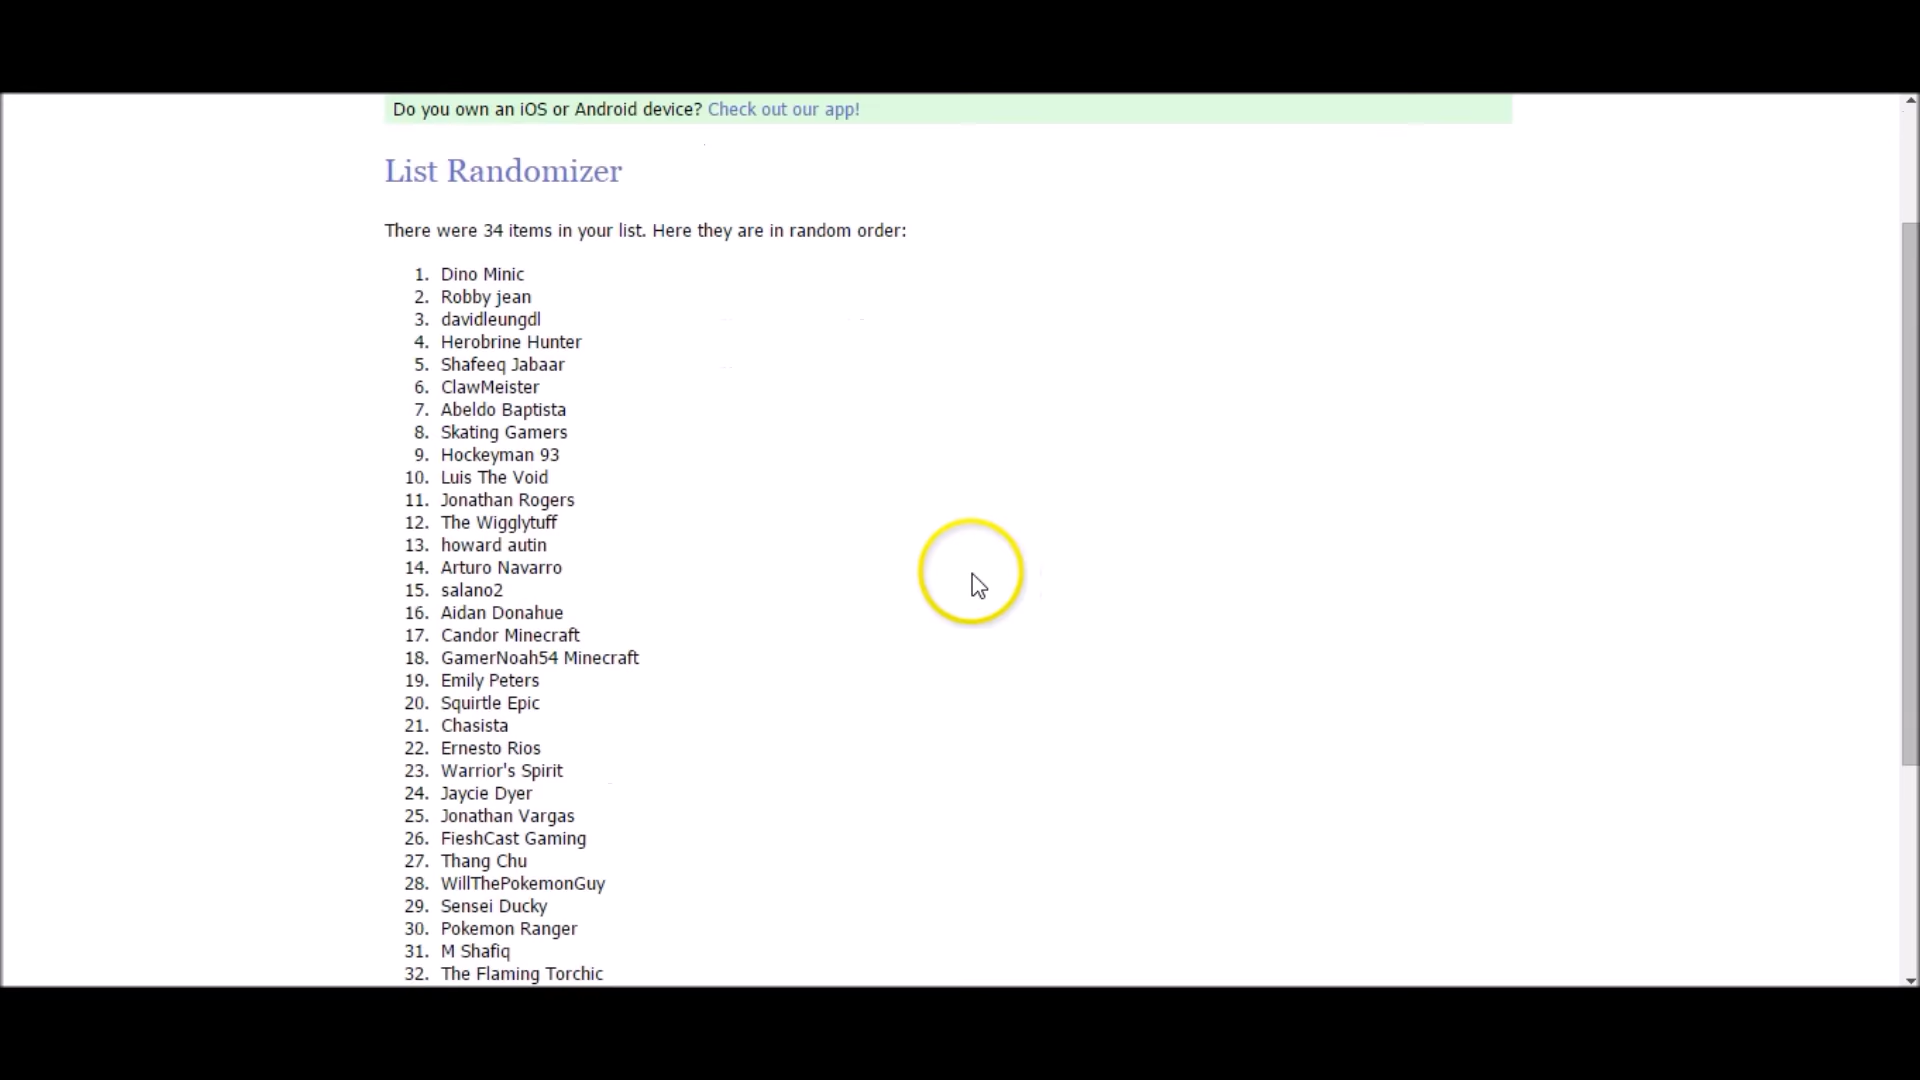 Do you own an iOS or Android device? Check out our app!
List Randomizer
There were 34 items in your list. Here they are in random order:
1. Dino Minic
2. Robby jean
3. davidleungdl
4. Herobrine Hunter
5. Shafeeq Jabaar
6. ClawMeister
7. Abeldo Baptista
8. Skating Gamers
9. Hockeyman 93
10. Luis The Void
11. Jonathan Rogers
12. The Wigglytuff
13. howard autin
14. Arturo Navarro
15. salano2
16. Aidan Donahue
17. Candor Minecraft
18. GamerNoah54 Minecraft
19. Emily Peters
20. Squirtle Epic
21. Chasista
22. Ernesto Rios
23. Warrior's Spirit
24. Jaycie Dyer
25. Jonathan Vargas
26. FieshCast Gaming
27. Thang Chu
28. WillThePokemonGuy
29. Sensei Ducky
30. Pokemon Ranger
31. M Shafiq
32. The Flaming Torchic